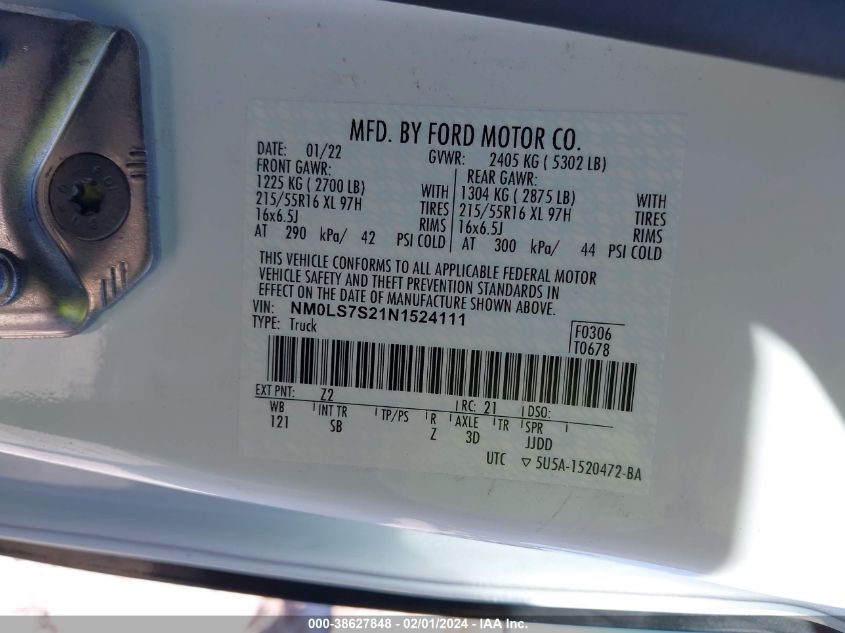 MFD. BY FORD MOTOR CO.
DATE: 01/22 GVWR: 2405 KG ( 5302 LB)
FRONT GAWR: REAR GAWR:
1225 KG ( 2700 LB) WITH 1304 KG ( 2875 LB) WITH
215/55R16 XL 97H TIRES 215/55R16 XL 97H TIRES
16x6.5J RIMS 16x6.5J RIMS
AT 290 kPa/ 42 PSI COLD AT 300 kPa/ 44 PSI COLD
THIS VEHICLE CONFORMS TO ALL APPLICABLE FEDERAL MOTOR
VEHICLE SAFETY AND THEFT PREVENTION STANDARDS IN
EFFECT ON THE DATE OF MANUFACTURE SHOWN ABOVE.
VIN: NM0LS7S21N1524111
TYPE: Truck
F0306
T0678
EXT PNT: Z2 RC: 21 DSO:
WB INT TR TP/PS R AXLE TR SPR
121 SB Z 3D JJDD
UTC ▽ 5U5A-1520472-BA
000-38627848 - 02/01/2024 - IAA Inc.